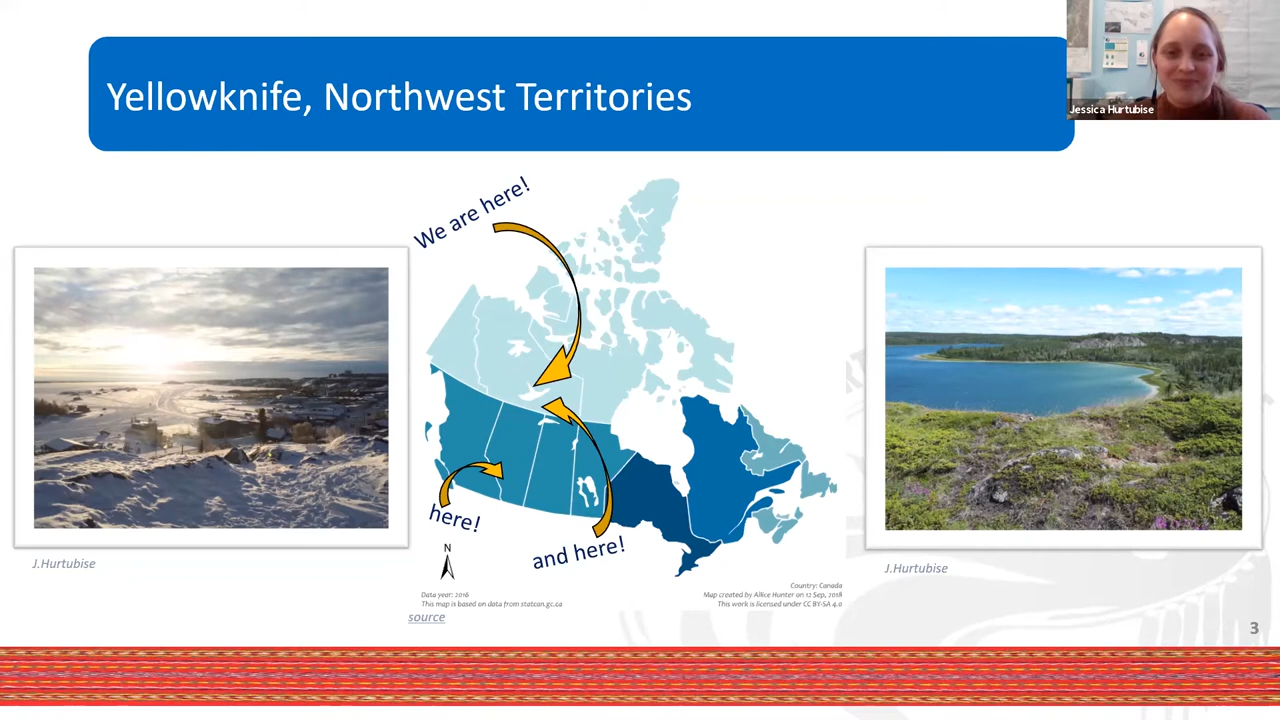 Yellowknife, Northwest Territories
Jessica Hurtubise
We are here!
here!
and here!
N
J.Hurtubise
J.Hurtubise
Data year: 2016
This map is based on data from statcan.gc.ca
Country: Canada
Map created by Allice Hunter on 12 Sep, 2018
This work is licensed under CC BY-SA 4.0
source
3